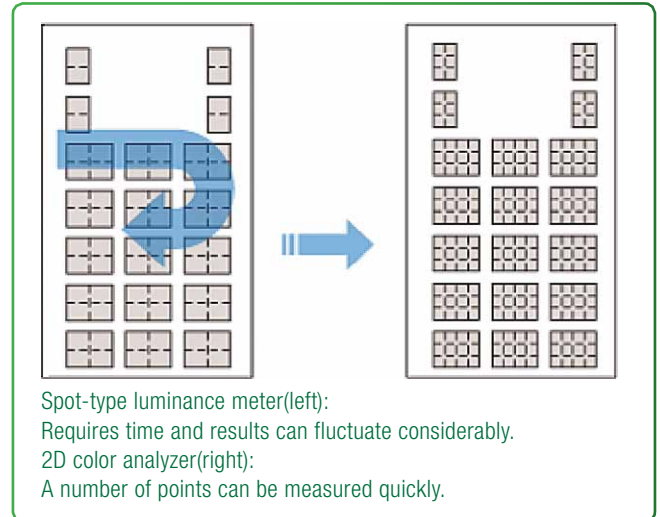 Spot-type luminance meter(left):
Requires time and results can fluctuate considerably.
2D color analyzer(right):
A number of points can be measured quickly.